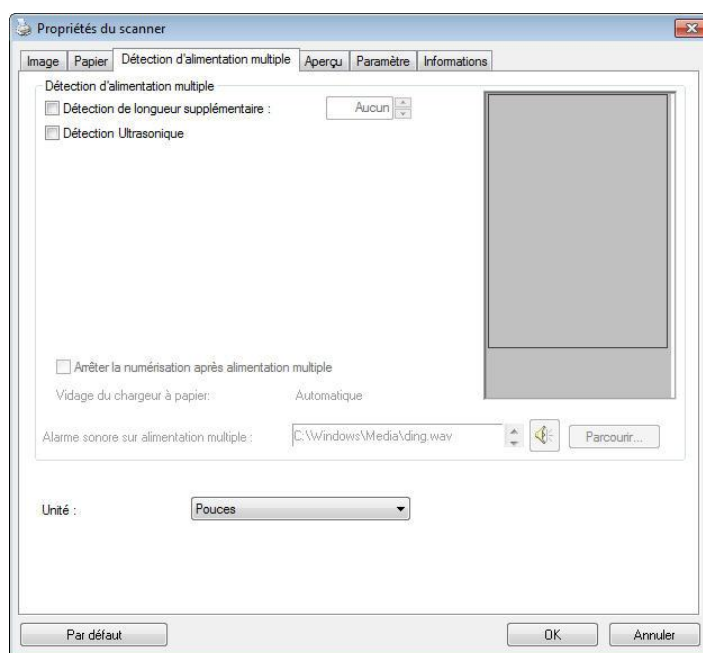 Propriétés du scanner
Image Papier Détection d'alimentation multiple Aperçu Paramètre Informations
Détection d'alimentation multiple
Détection de longueur supplémentaire : Aucun
Détection Ultrasonique
Arrêter la numérisation après alimentation multiple
Vidage du chargeur à papier: Automatique
Alarme sonore sur alimentation multiple : C:\Windows\Media\ding.wav Parcourir...
Unité : Pouces
Par défaut OK Annuler